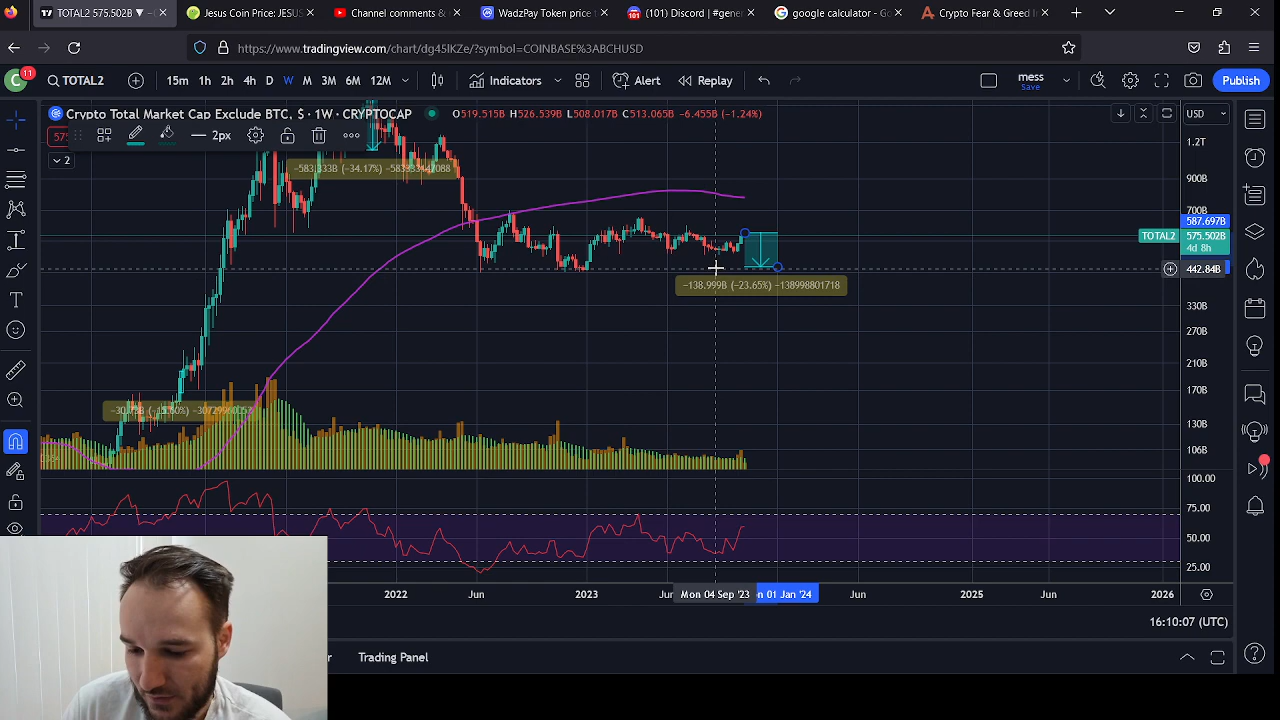 TOTAL2 575.502B ▼
Jesus Coin Price: JESUS
Channel comments &
WadzPay Token price
(101) Discord | #gener
google calculator - Go
Crypto Fear & Greed I
https://www.tradingview.com/chart/dg45lKZe/?symbol=COINBASE%3ABCHUSD
C 11 TOTAL2 15m 1h 2h 4h D W M 3M 6M 12M Indicators Alert Replay mess Save Publish
Crypto Total Market Cap Exclude BTC, $ · 1W · CRYPTOCAP O519.515B H526.539B L508.017B C513.065B −6.455B (−1.24%) USD
2px
2
1.2T
−583.333B (−34.17%) −583333442088
900B
700B
587.697B
TOTAL2 575.502B
4d 8h
442.84B
−138.999B (−23.65%) −138998801718
330B
270B
210B
170B
130B
106B
100.00
75.00
50.00
25.00
2022 Jun 2023 Mon 04 Sep '23 01 Jan '24 Jun 2025 Jun 2026
16:10:07 (UTC)
Trading Panel